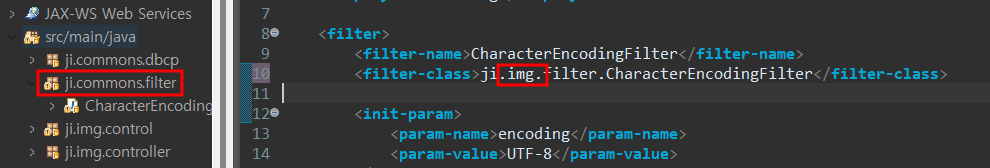 JAX-WS Web Services
src/main/java
ji.commons.dbcp
ji.commons.filter
CharacterEncoding
ji.img.control
ji.img.controller
7
8 <filter>
9 <filter-name>CharacterEncodingFilter</filter-name>
10 <filter-class>ji.img.filter.CharacterEncodingFilter</filter-class>
11
12 <init-param>
13 <param-name>encoding</param-name>
14 <param-value>UTF-8</param-value>